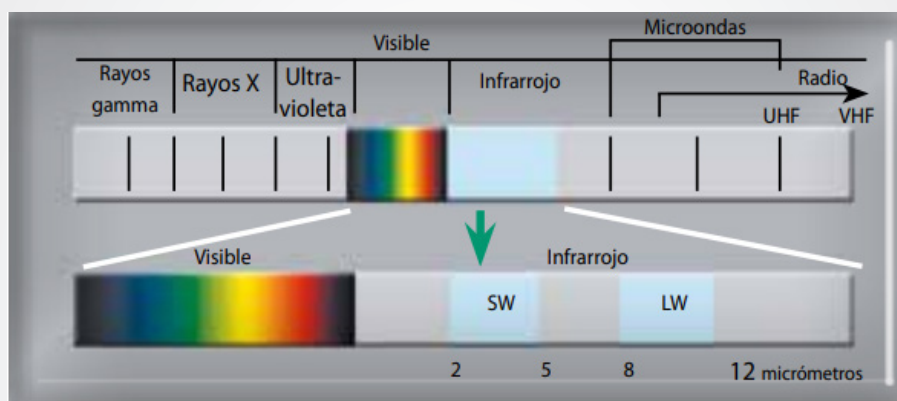 Microondas
Visible
Rayos
gamma
Rayos X
Ultra-
violeta
Infrarrojo
Radio
UHF VHF
Visible
Infrarrojo
SW
LW
2 5 8 12 micrómetros